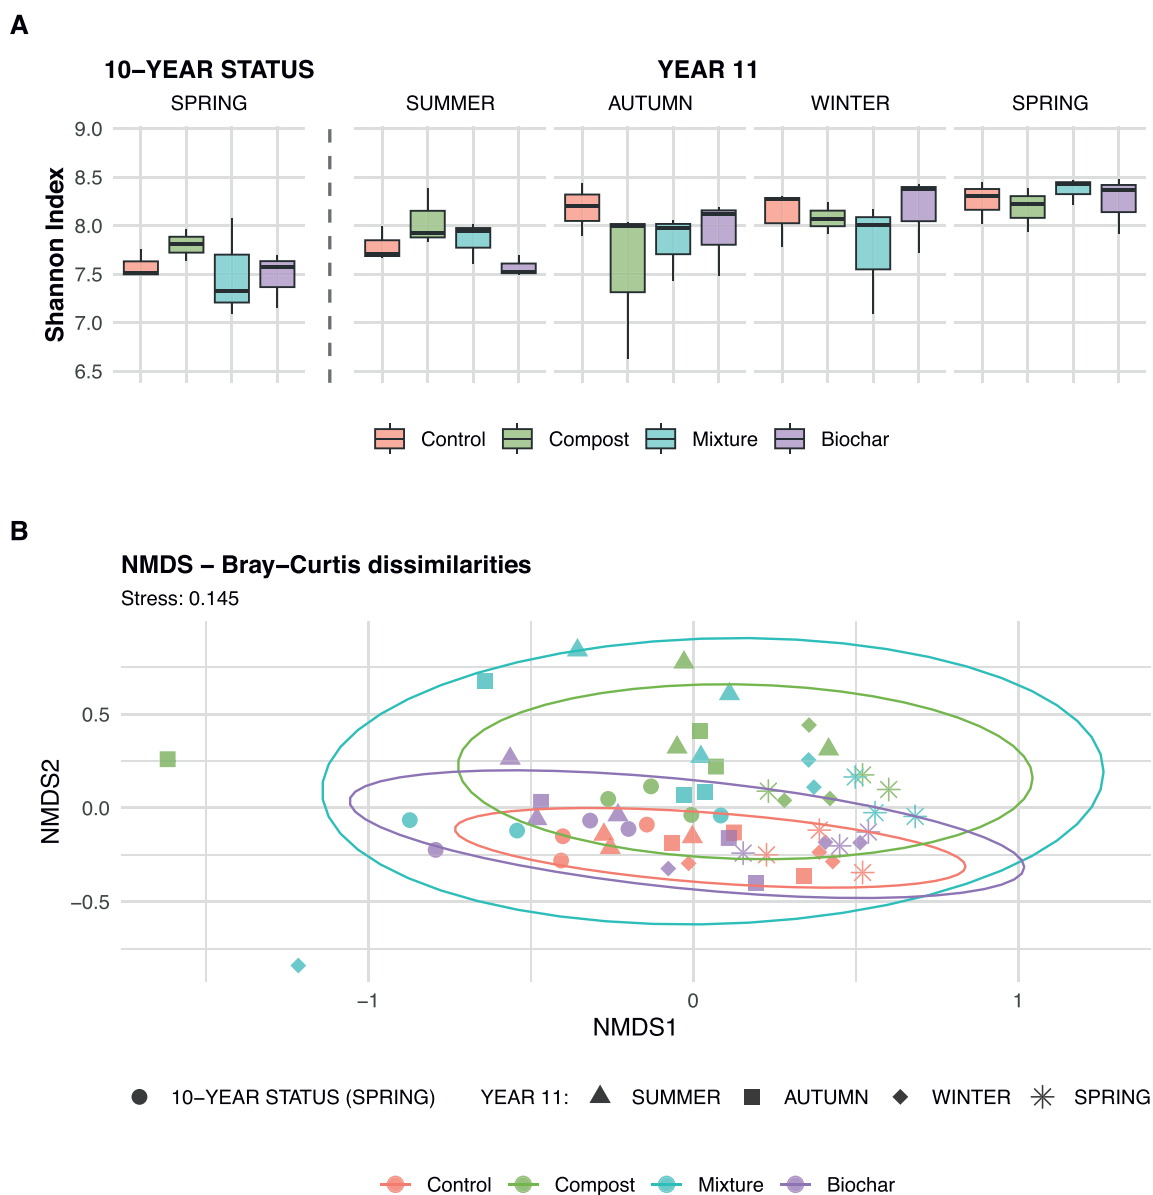 A
10−YEAR STATUS
YEAR 11
SPRING
SUMMER
AUTUMN
WINTER
SPRING
9.0
8.5
8.0
7.5
7.0
6.5
Shannon Index
Control
Compost
Mixture
Biochar
B
NMDS − Bray−Curtis dissimilarities
Stress: 0.145
0.5
0.0
−0.5
NMDS2
−1
0
1
NMDS1
10−YEAR STATUS (SPRING)
YEAR 11:
SUMMER
AUTUMN
WINTER
SPRING
Control
Compost
Mixture
Biochar